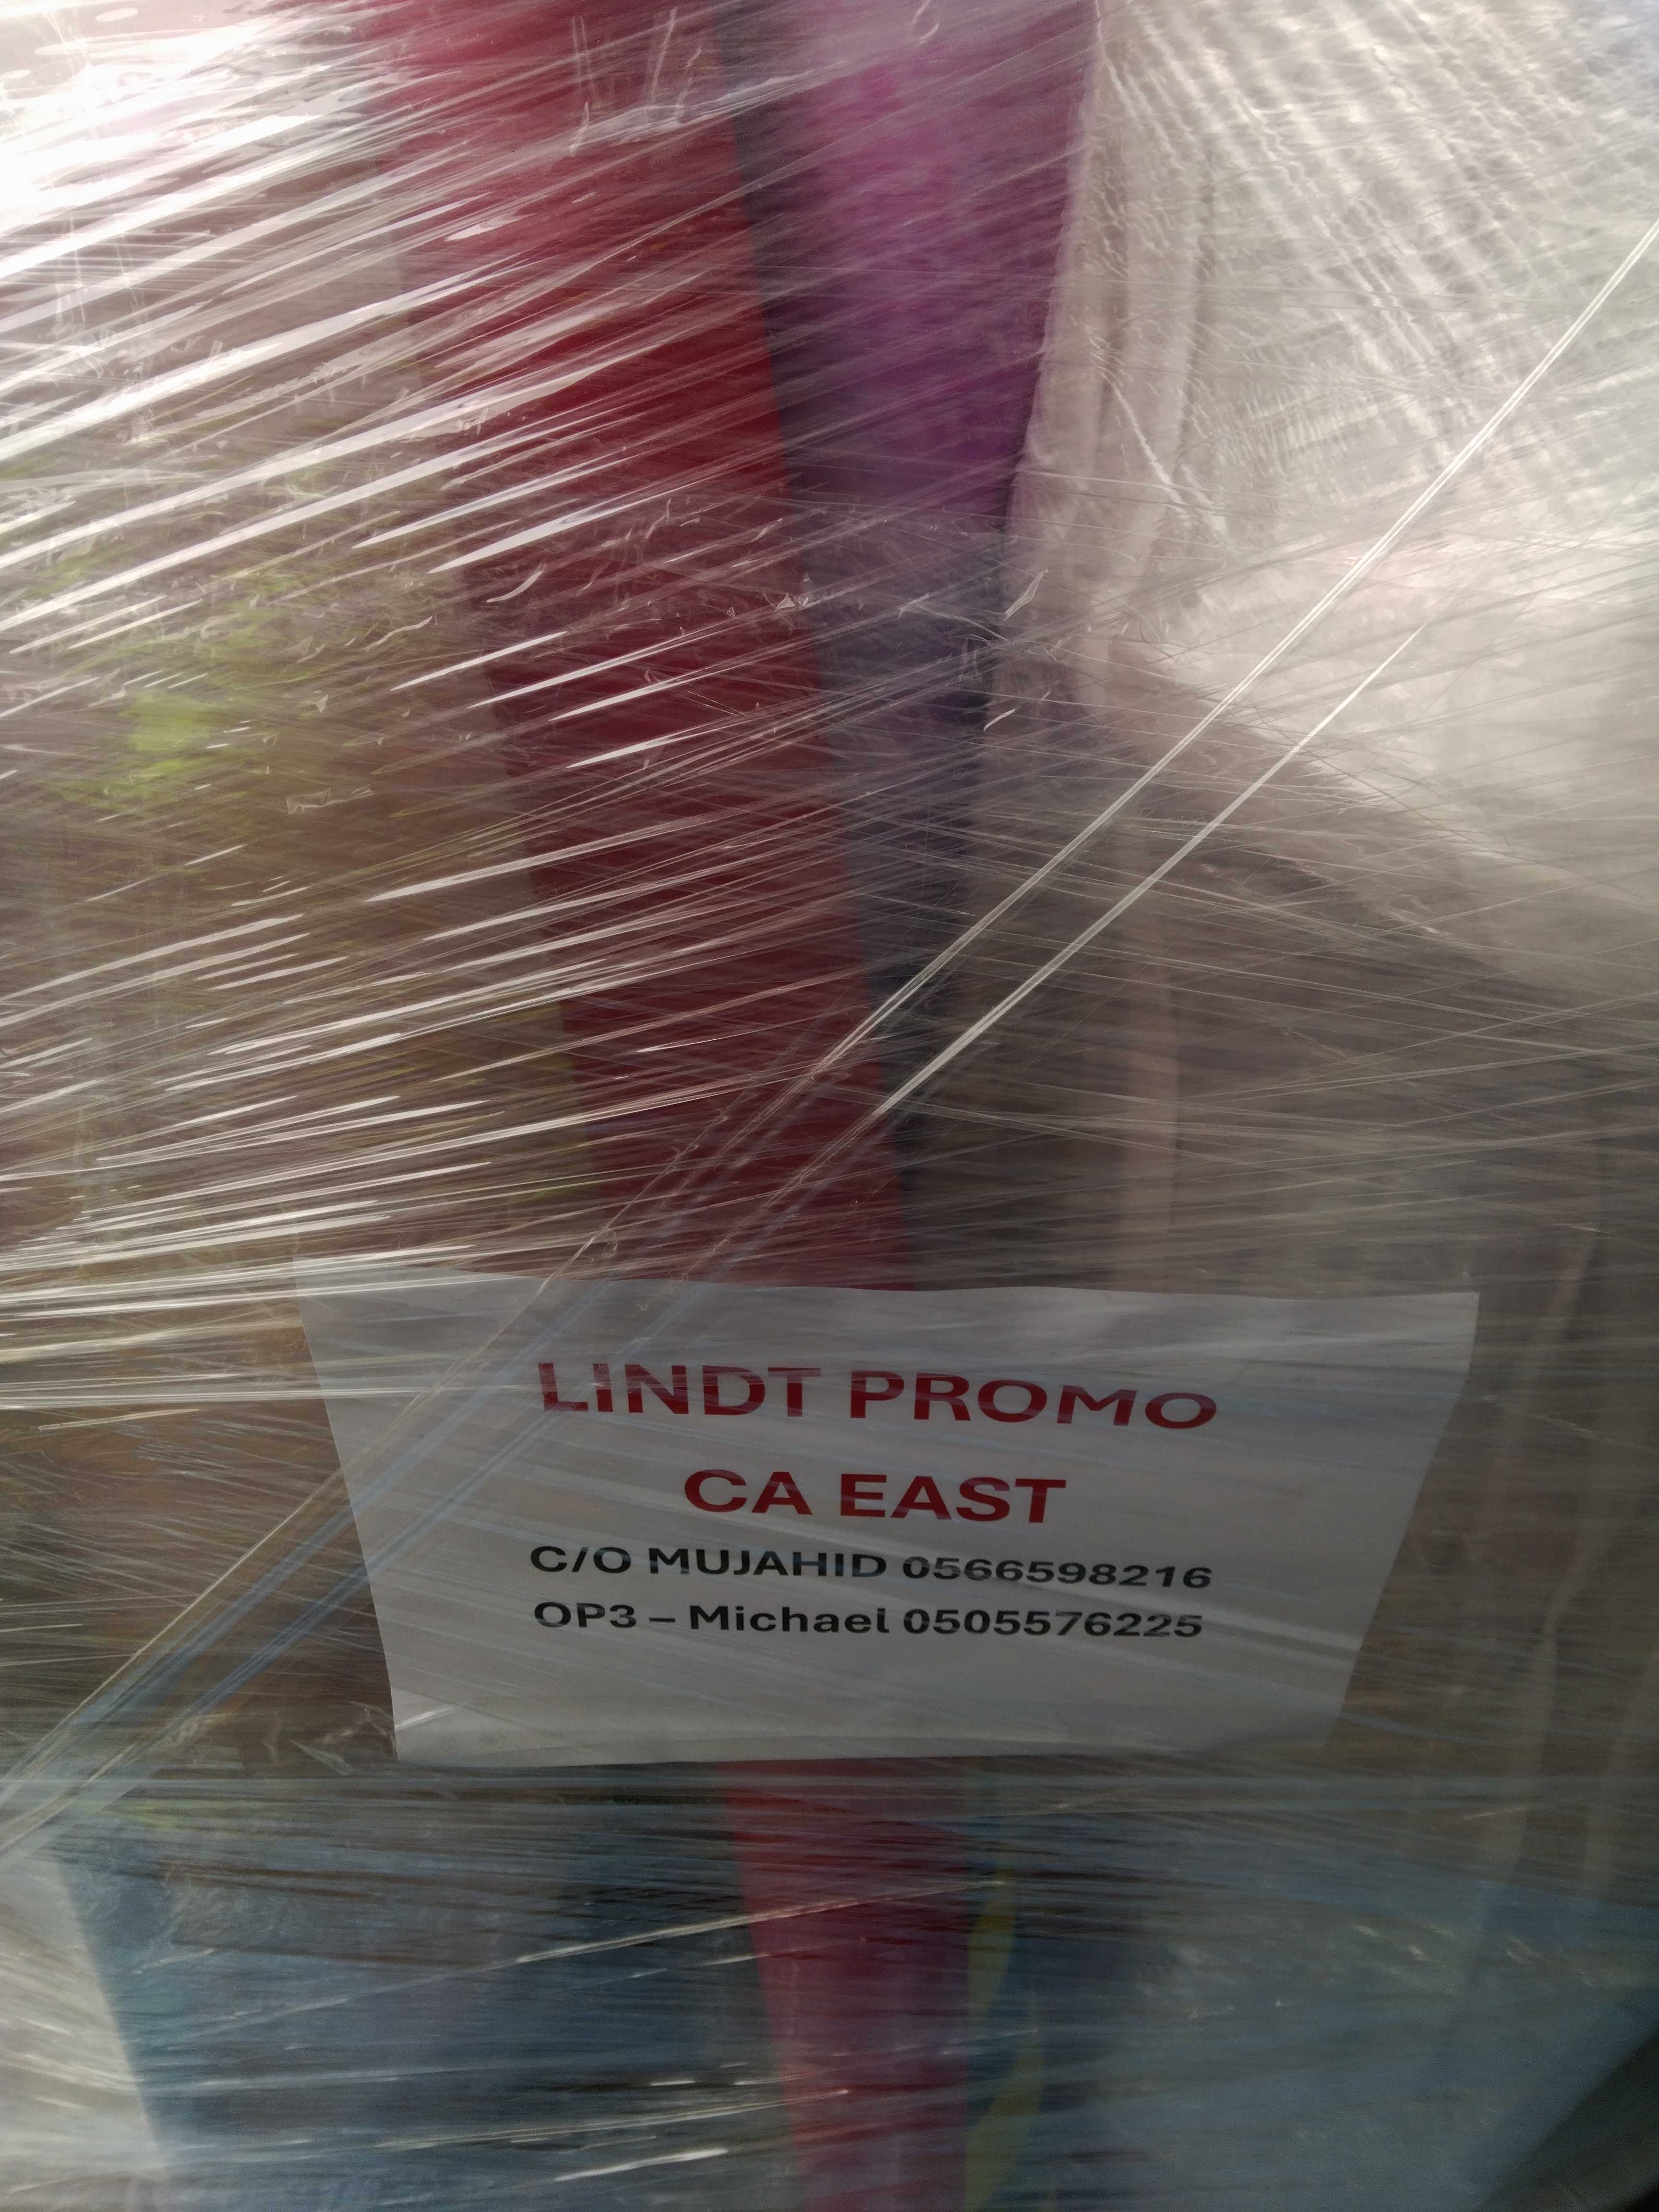 LINDT PROMO
CA EAST
C/O MUJAHID 0566598216
OP3 – Michael 0505576225